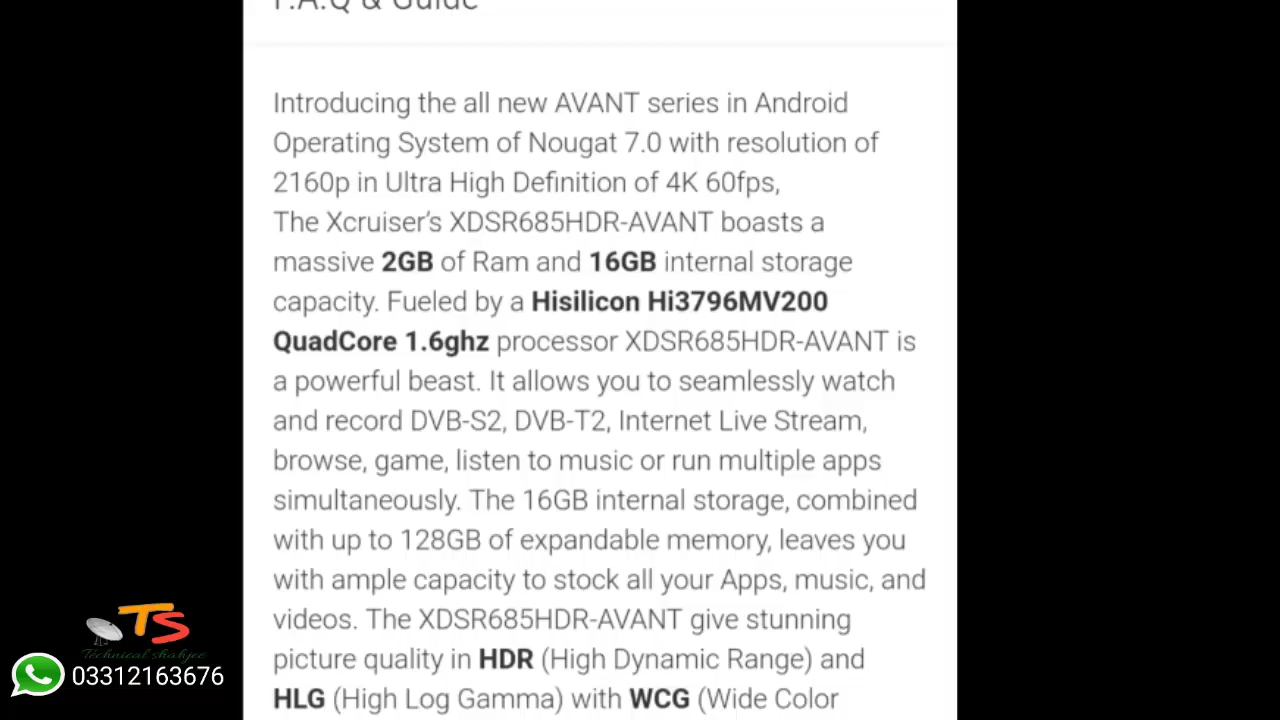 F.A.Q & Guide
Introducing the all new AVANT series in Android
Operating System of Nougat 7.0 with resolution of
2160p in Ultra High Definition of 4K 60fps,
The Xcruiser’s XDSR685HDR-AVANT boasts a
massive 2GB of Ram and 16GB internal storage
capacity. Fueled by a Hisilicon Hi3796MV200
QuadCore 1.6ghz processor XDSR685HDR-AVANT is
a powerful beast. It allows you to seamlessly watch
and record DVB-S2, DVB-T2, Internet Live Stream,
browse, game, listen to music or run multiple apps
simultaneously. The 16GB internal storage, combined
with up to 128GB of expandable memory, leaves you
with ample capacity to stock all your Apps, music, and
videos. The XDSR685HDR-AVANT give stunning
picture quality in HDR (High Dynamic Range) and
HLG (High Log Gamma) with WCG (Wide Color
TS
Technical shahjee
03312163676